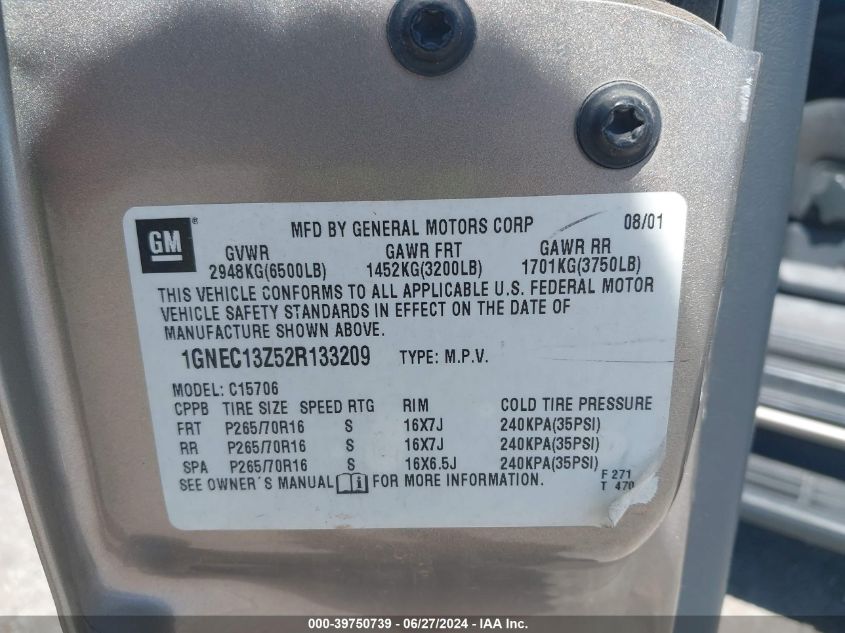 GM ®
MFD BY GENERAL MOTORS CORP 08/01
GVWR GAWR FRT GAWR RR
2948KG(6500LB) 1452KG(3200LB) 1701KG(3750LB)
THIS VEHICLE CONFORMS TO ALL APPLICABLE U.S. FEDERAL MOTOR
VEHICLE SAFETY STANDARDS IN EFFECT ON THE DATE OF
MANUFACTURE SHOWN ABOVE.
1GNEC13Z52R133209 TYPE: M.P.V.
MODEL: C15706
CPPB TIRE SIZE SPEED RTG RIM COLD TIRE PRESSURE
FRT P265/70R16 S 16X7J 240KPA(35PSI)
RR P265/70R16 S 16X7J 240KPA(35PSI)
SPA P265/70R16 S 16X6.5J 240KPA(35PSI)
SEE OWNER'S MANUAL i FOR MORE INFORMATION.
F 271
T 470
000-39750739 - 06/27/2024 - IAA Inc.